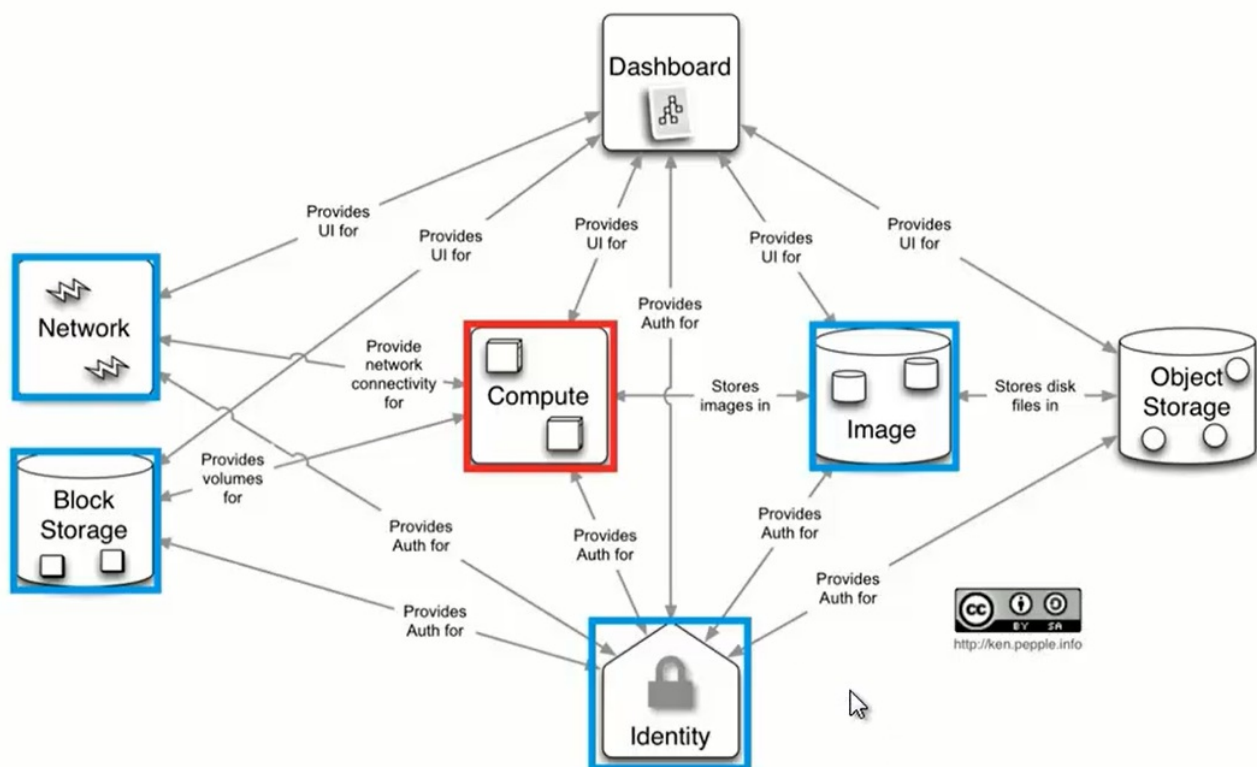 Dashboard
Provides
UI for
Provides
UI for
Provides
UI for
Provides
UI for
Provides
UI for
Provides
Auth for
Network
Provide
network
connectivity
for
Compute
Stores
images in
Image
Stores disk
files in
Object
Storage
Block
Storage
Provides
volumes
for
Provides
Auth for
Provides
Auth for
Provides
Auth for
Provides
Auth for
Provides
Auth for
Identity
cc
BY SA
http://ken.pepple.info